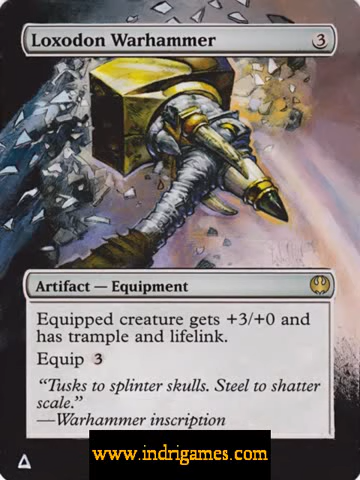 Loxodon Warhammer 3
Artifact — Equipment
Equipped creature gets +3/+0 and
has trample and lifelink.
Equip 3
“Tusks to splinter skulls. Steel to shatter
scale.”
—Warhammer inscription
www.indrigames.com